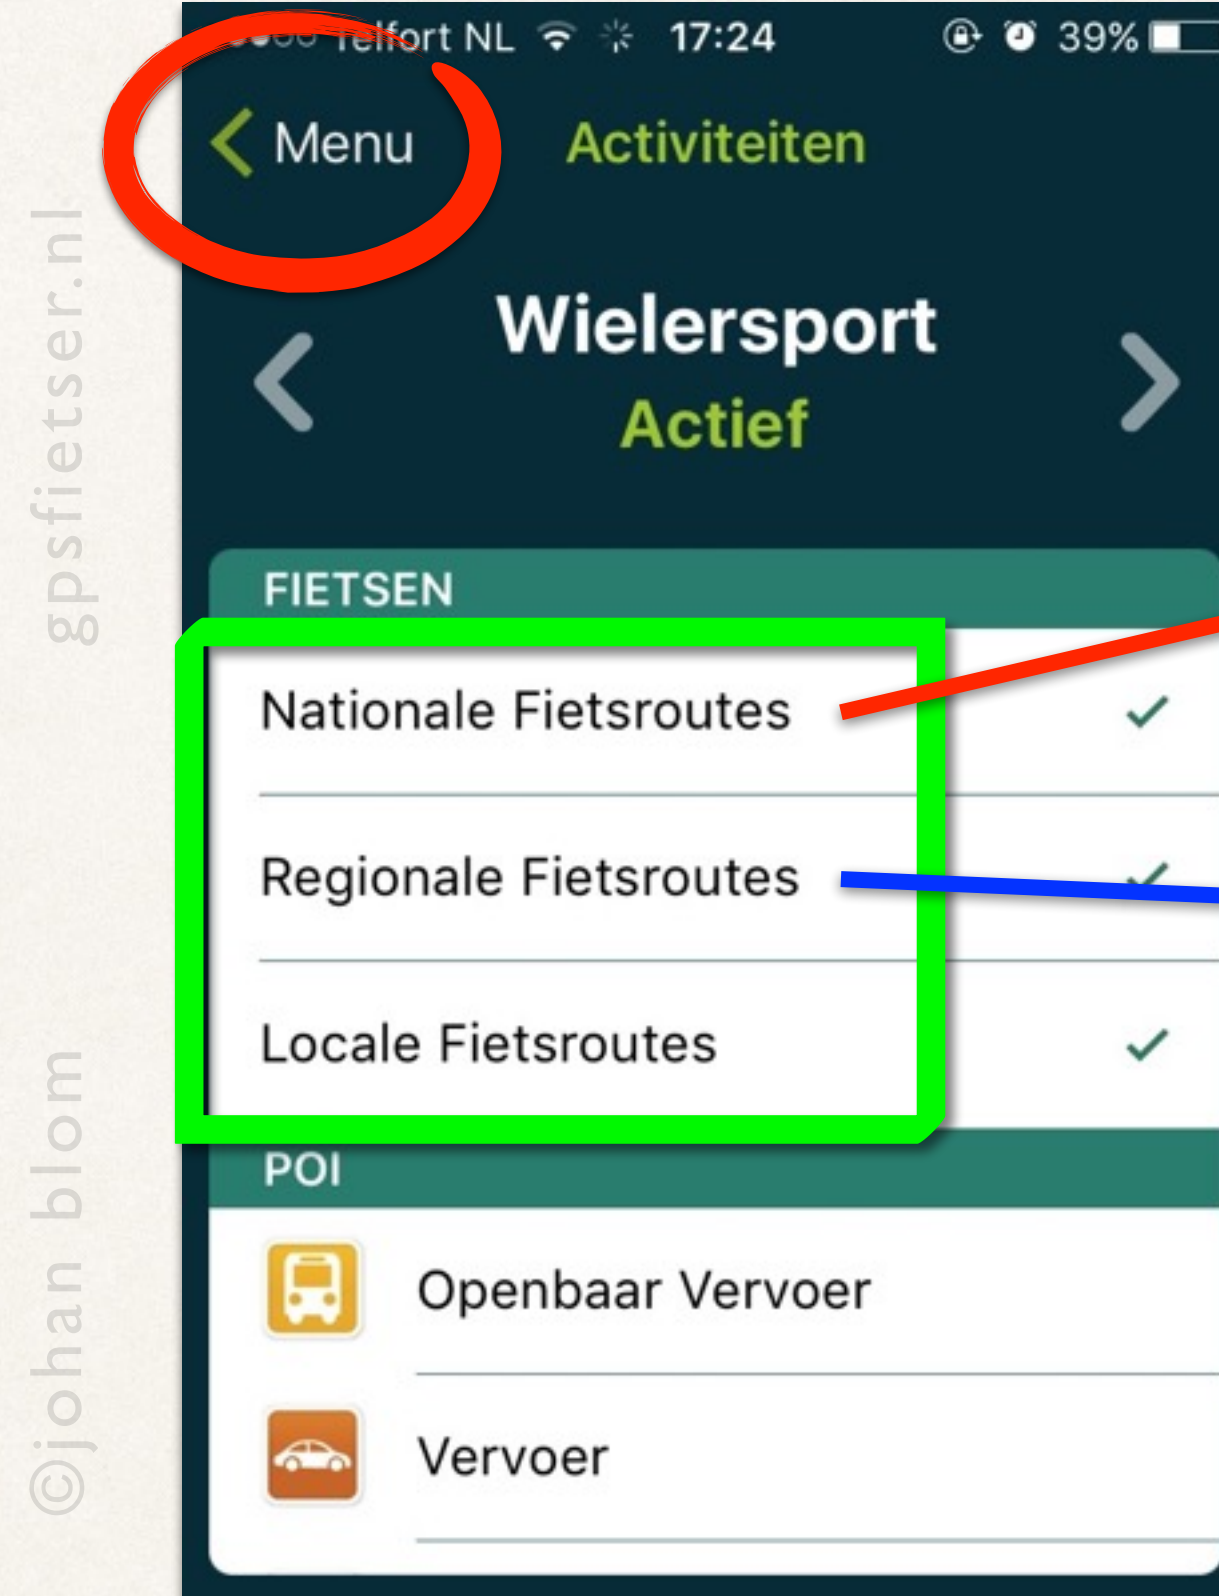 Telfort NL 17:24 39%
Menu Activiteiten
Wielersport
Actief
FIETSEN
Nationale Fietsroutes
Regionale Fietsroutes
Locale Fietsroutes
POI
Openbaar Vervoer
Vervoer
gpsfietser.nl
©johan blom